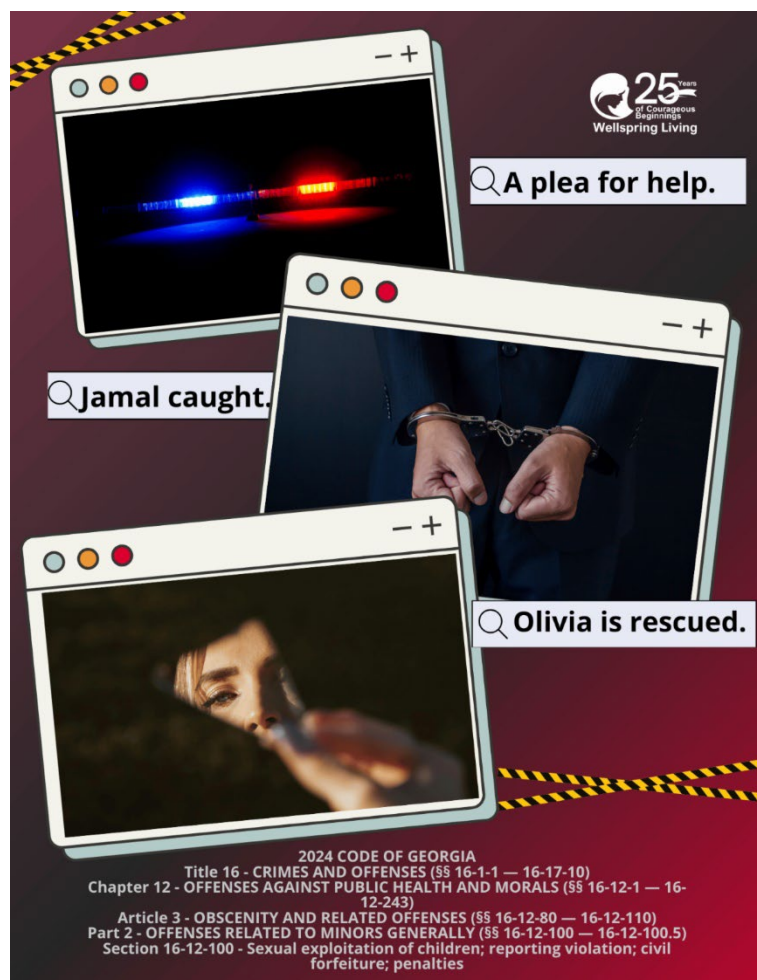 25 Years
of Courageous
Beginnings
Wellspring Living
A plea for help.
Jamal caught.
Olivia is rescued.
2024 CODE OF GEORGIA
Title 16 - CRIMES AND OFFENSES (§§ 16-1-1 — 16-17-10)
Chapter 12 - OFFENSES AGAINST PUBLIC HEALTH AND MORALS (§§ 16-12-1 — 16-
12-243)
Article 3 - OBSCENITY AND RELATED OFFENSES (§§ 16-12-80 — 16-12-110)
Part 2 - OFFENSES RELATED TO MINORS GENERALLY (§§ 16-12-100 — 16-12-100.5)
Section 16-12-100 - Sexual exploitation of children; reporting violation; civil
forfeiture; penalties